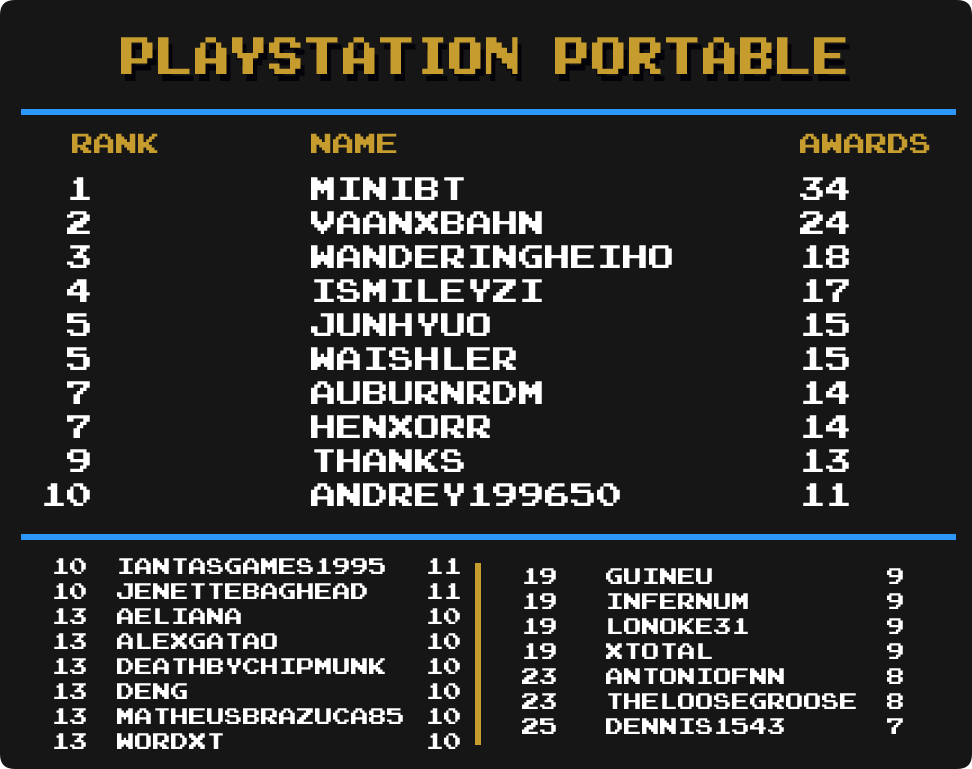 PLAYSTATION PORTABLE
RANK NAME AWARDS
1 MINIBT 34
2 VAANXBAHN 24
3 WANDERINGHEIHO 18
4 ISMILEYZI 17
5 JUNHYUO 15
5 WAISHLER 15
7 AUBURNRDM 14
7 HENXORR 14
9 THANKS 13
10 ANDREY199650 11
10 IANTASGAMES1995 11
10 JENETTEBAGHEAD 11
13 AELIANA 10
13 ALEXGATAO 10
13 DEATHBYCHIPMUNK 10
13 DENG 10
13 MATHEUSBRAZUCA85 10
13 WORDXT 10
19 GUINEU 9
19 INFERNUM 9
19 LONOKE31 9
19 XTOTAL 9
23 ANTONIOFNN 8
23 THELOOSEGROOSE 8
25 DENNIS1543 7